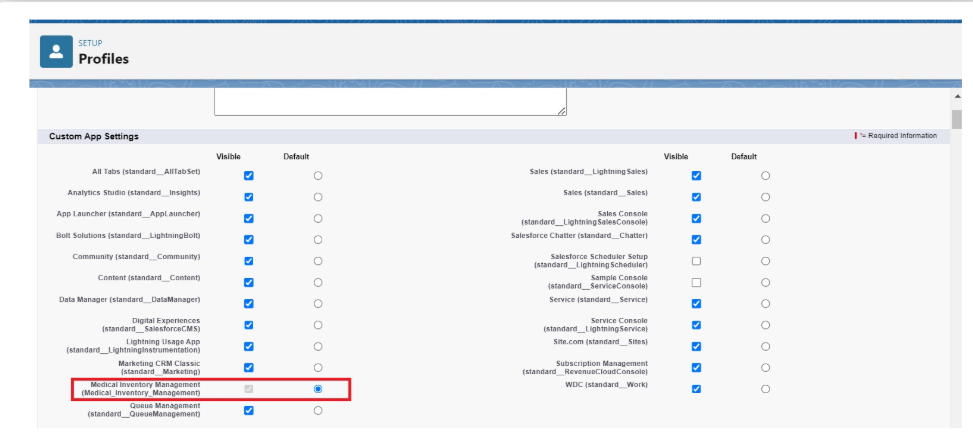 SETUP
Profiles
Custom App Settings
= Required Information
Visible Default
All Tabs (standard__AllTabSet)
Analytics Studio (standard__Insights)
App Launcher (standard__AppLauncher)
Bolt Solutions (standard__LightningBolt)
Community (standard__Community)
Content (standard__Content)
Data Manager (standard__DataManager)
Digital Experiences
(standard__SalesforceCMS)
Lightning Usage App
(standard__LightningInstrumentation)
Marketing CRM Classic
(standard__Marketing)
Medical Inventory Management
(Medical_Inventory_Management)
Queue Management
(standard__QueueManagement)
Visible Default
Sales (standard__LightningSales)
Sales (standard__Sales)
Sales Console
(standard__LightningSalesConsole)
Salesforce Chatter (standard__Chatter)
Salesforce Scheduler Setup
(standard__LightningScheduler)
Sample Console
(standard__ServiceConsole)
Service (standard__Service)
Service Console
(standard__LightningService)
Site.com (standard__Sites)
Subscription Management
(standard__RevenueCloudConsole)
WDC (standard__Work)